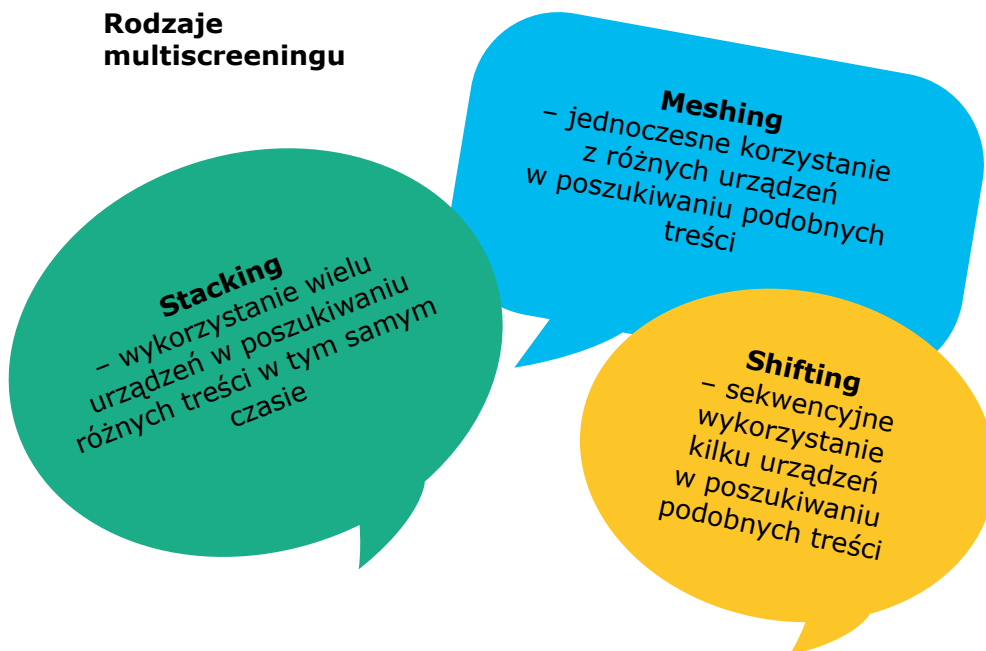 Rodzaje
multiscreeningu
Meshing
– jednoczesne korzystanie
z różnych urządzeń
w poszukiwaniu podobnych
treści
Stacking
– wykorzystanie wielu
urządzeń w poszukiwaniu
różnych treści w tym samym
czasie
Shifting
– sekwencyjne
wykorzystanie
kilku urządzeń
w poszukiwaniu
podobnych treści